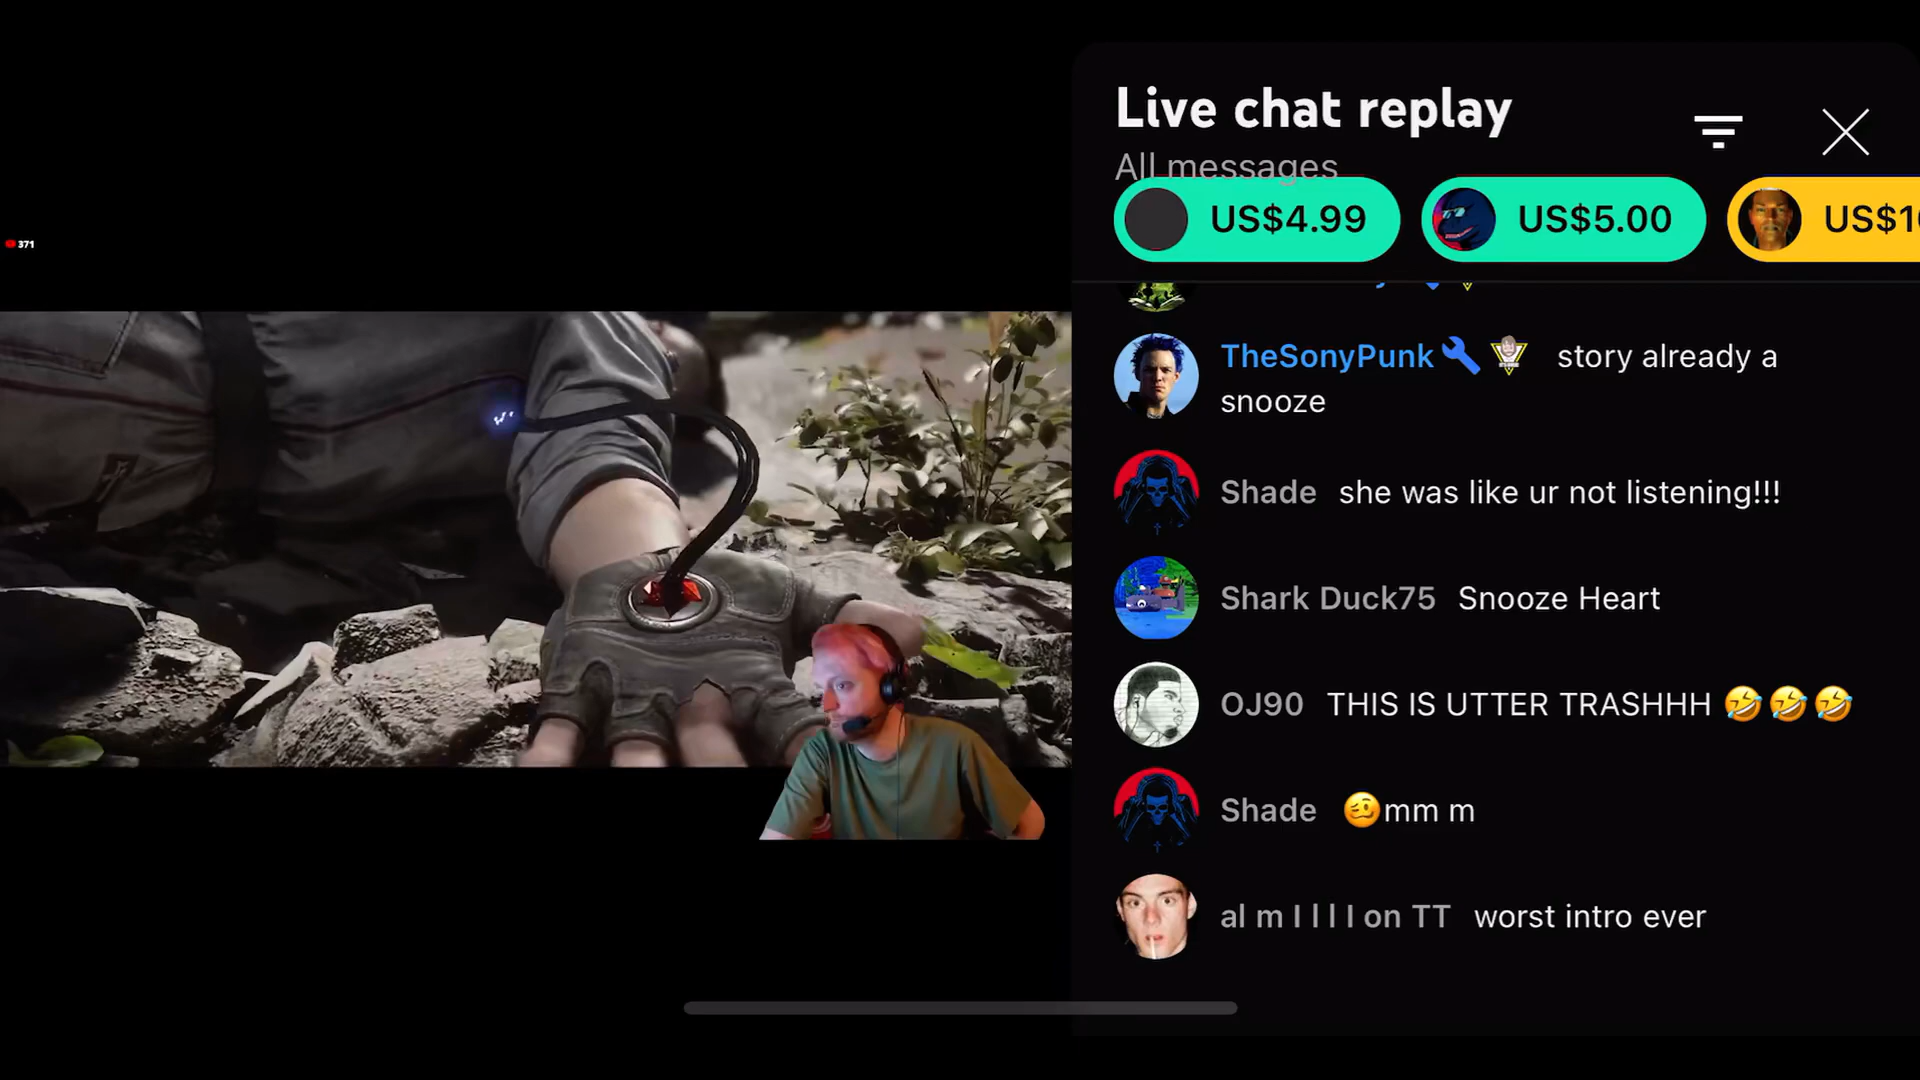 Live chat replay
All messages
US$4.99
US$5.00
371
TheSonyPunk story already a
snooze
Shade she was like ur not listening!!!
Shark Duck75 Snooze Heart
OJ90 THIS IS UTTER TRASHHH 🤣🤣🤣
Shade 🥴mm m
al m I l l I on TT worst intro ever